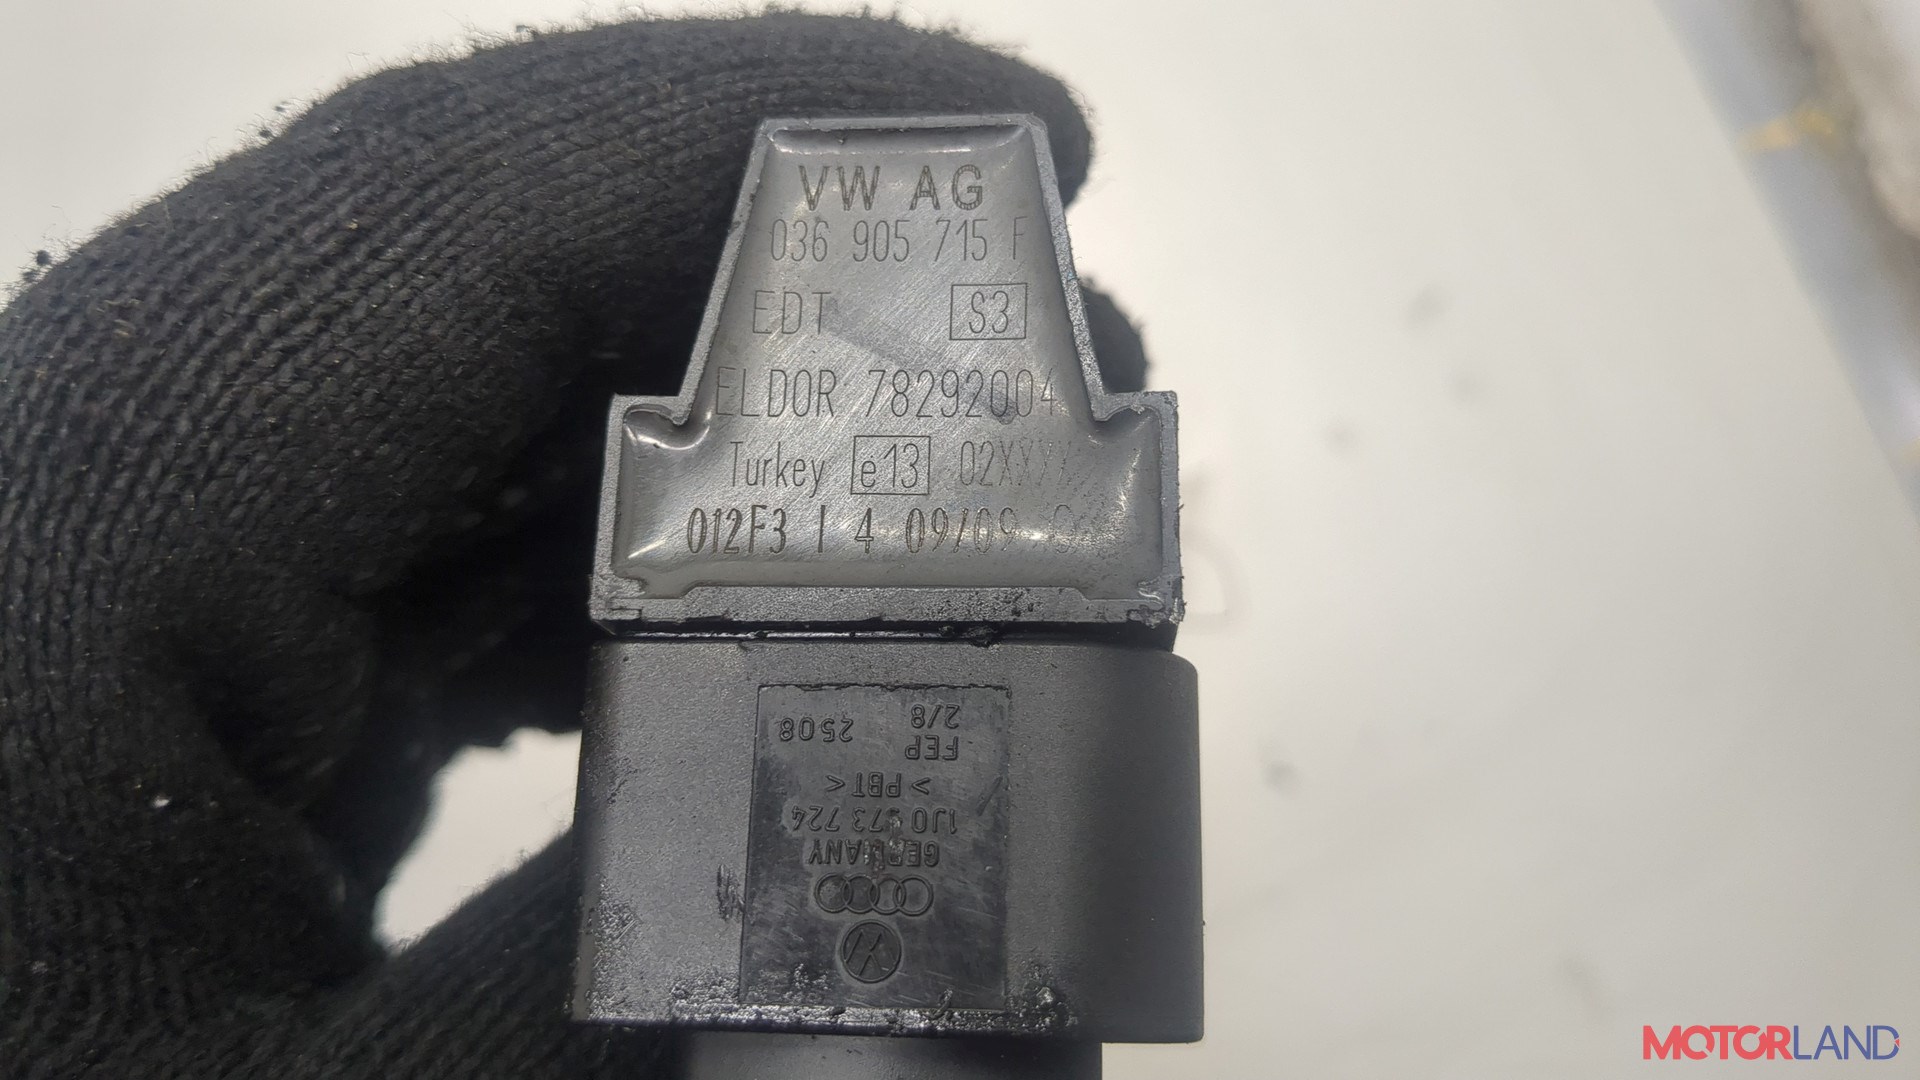 VW AG
036 905 715 F
EDT S3
ELDOR 78292004
Turkey e13 02XXXX
012F3 I 4 09/09
2508 2/8
FEP
>PBT<
1J0 973 724
GERMANY
MOTORLAND